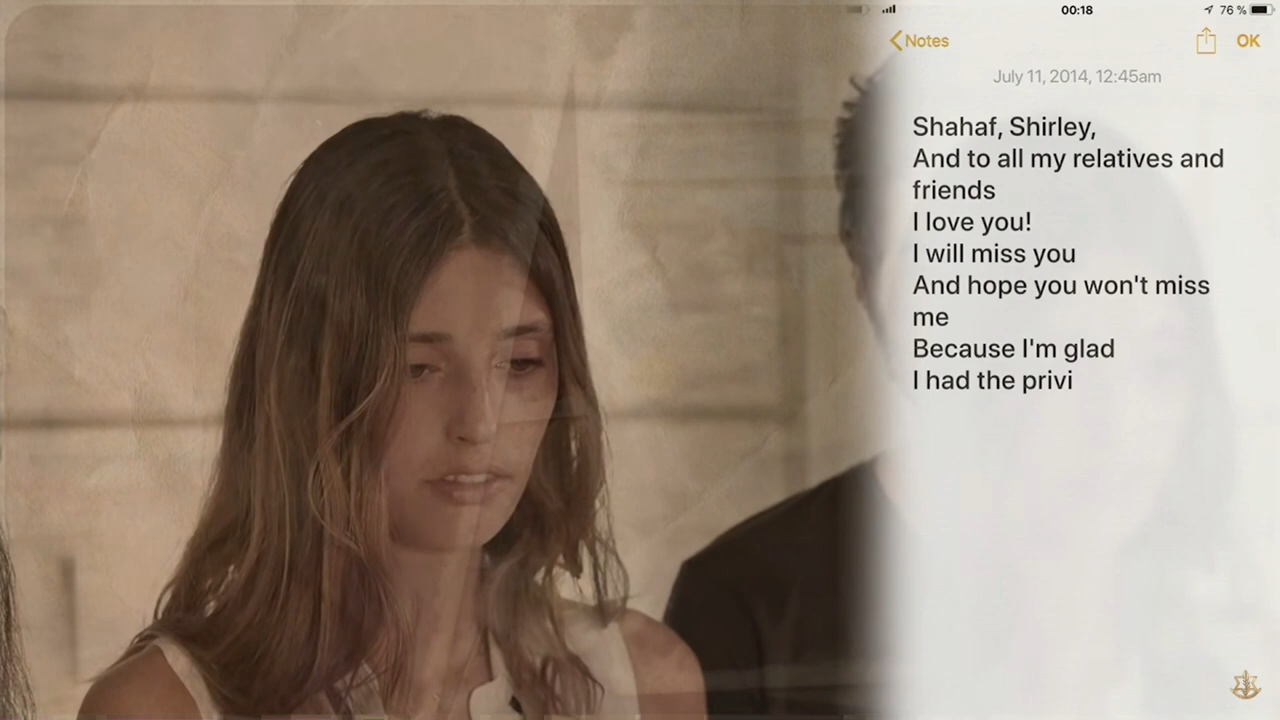 00:18
76 %
Notes
OK
July 11, 2014, 12:45am
Shahaf, Shirley,
And to all my relatives and
friends
I love you!
I will miss you
And hope you won't miss
me
Because I'm glad
I had the privi